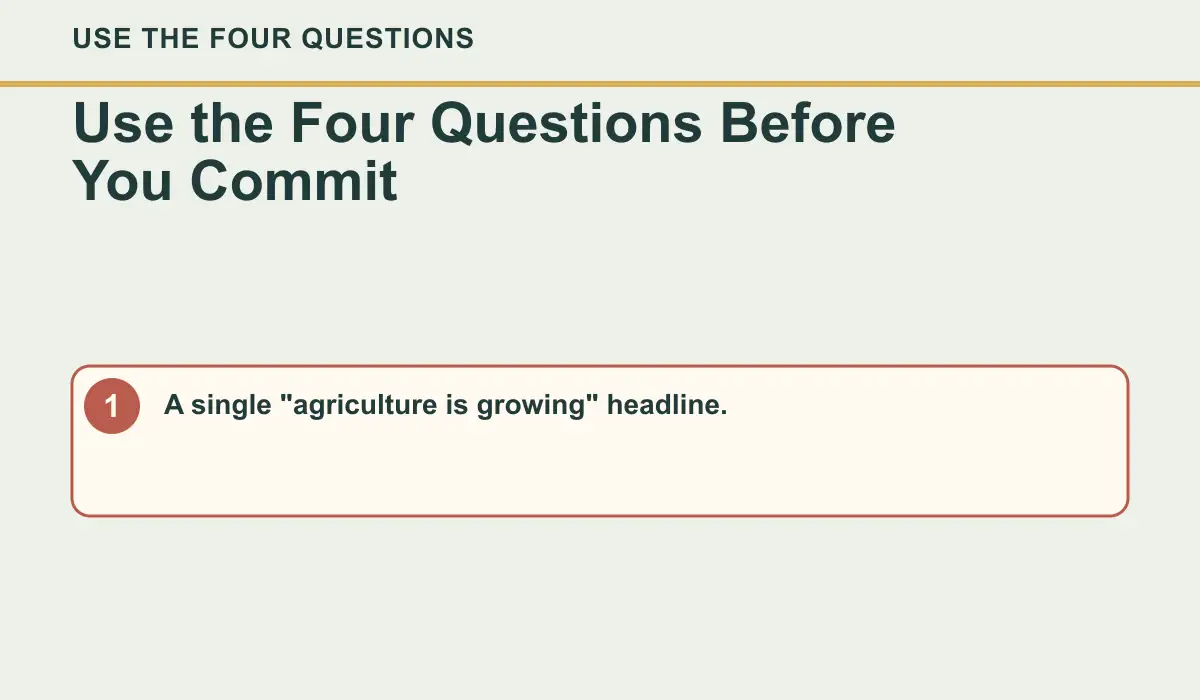 USE THE FOUR QUESTIONS
Use the Four Questions Before
You Commit
1
A single "agriculture is growing" headline.